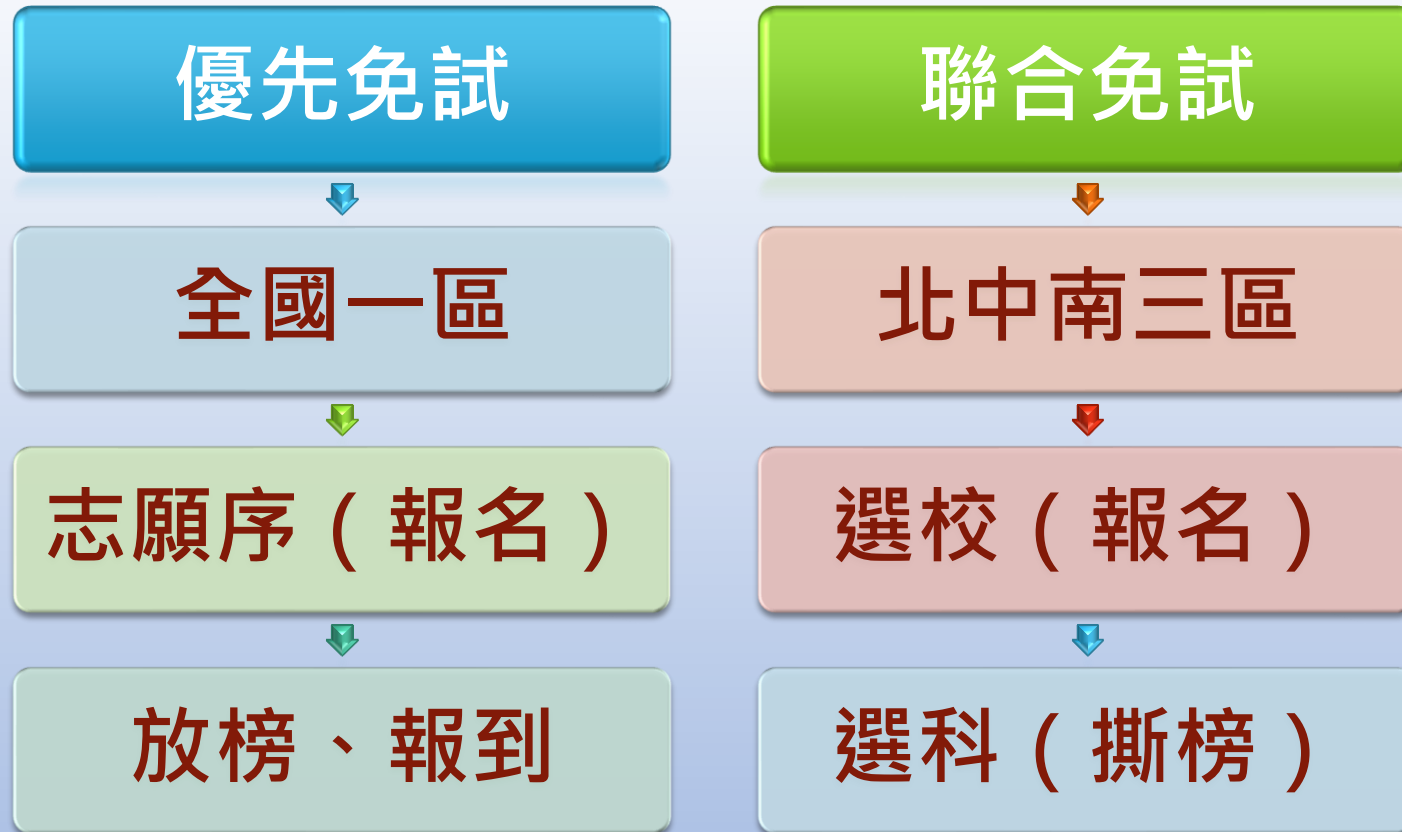 優先免試
全國一區
志願序（報名）
放榜、報到
聯合免試
北中南三區
選校（報名）
選科（撕榜）